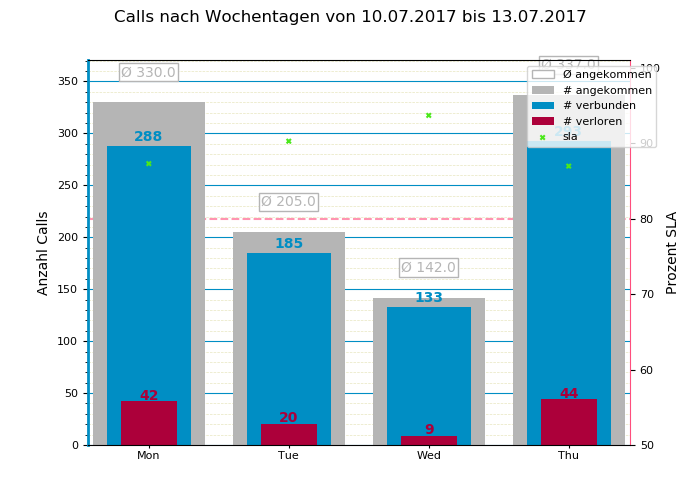 Calls nach Wochentagen von 10.07.2017 bis 13.07.2017
Ø 330.0
Ø 205.0
Ø 142.0
Ø 337.0
288
185
133
293
42
20
9
44
Ø angekommen
# angekommen
# verbunden
# verloren
sla
Anzahl Calls
350
300
250
200
150
100
50
0
Prozent SLA
100
90
80
70
60
50
Mon
Tue
Wed
Thu